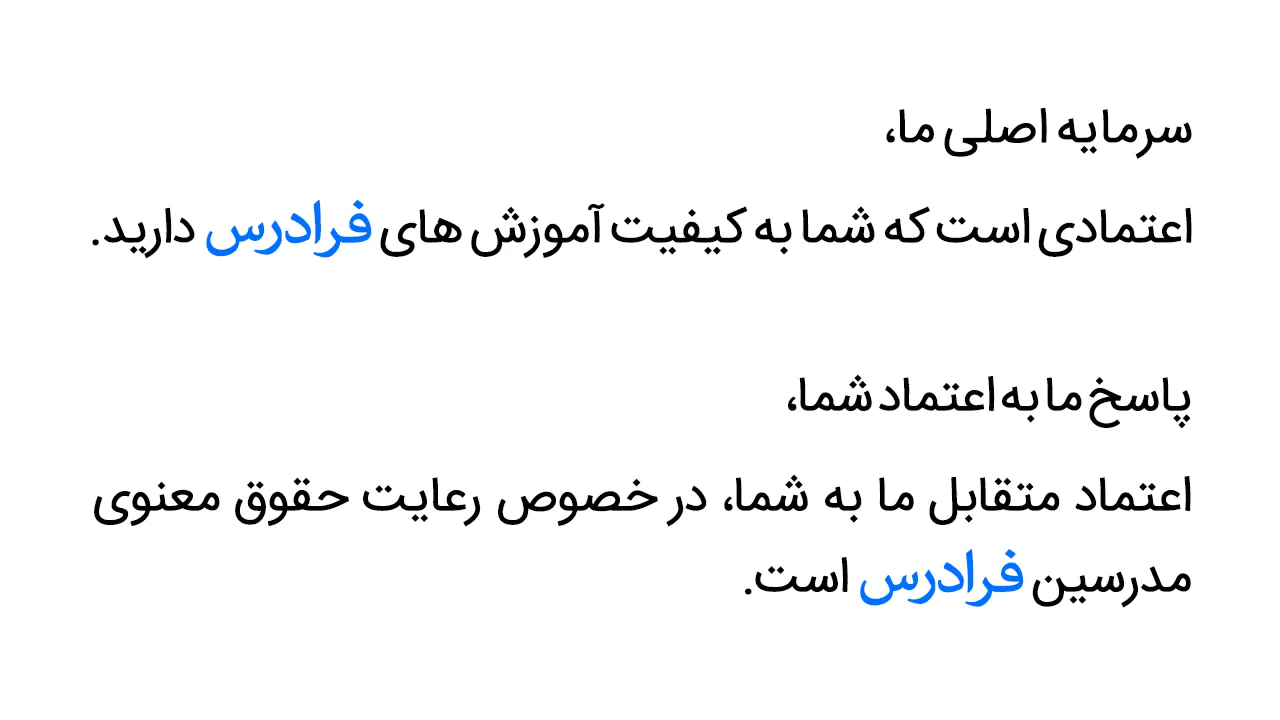 سرمایه اصلی ما،
اعتمادی است که شما به کیفیت آموزش های فرادرس دارید.
پاسخ ما به اعتماد شما،
اعتماد متقابل ما به شما، در خصوص رعایت حقوق معنوی
مدرسین فرادرس است.